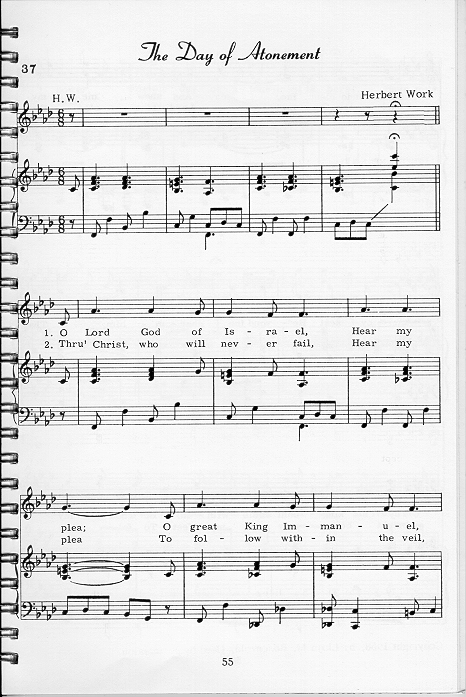 The Day of Atonement
37
H.W.
Herbert Work
1. O Lord God of Is - ra - el, Hear my
2. Thru' Christ, who will nev - er fail, Hear my
plea; O great King Im - man - u - el,
plea To fol - low with - in the veil,
55